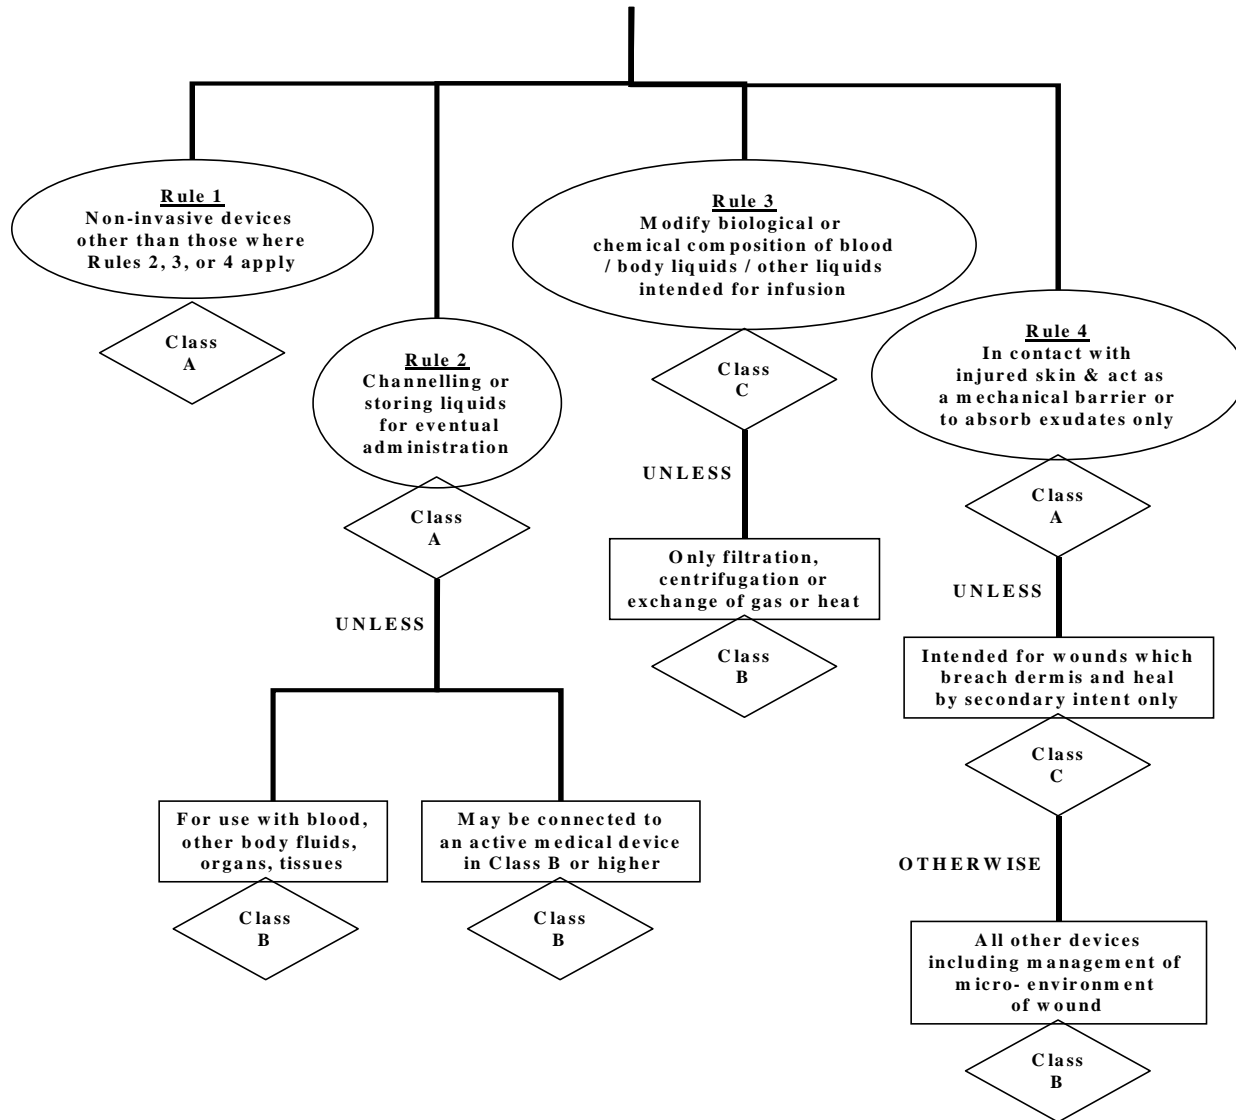 Rule 1
Non-invasive devices
other than those where
Rules 2, 3, or 4 apply
Class
A
Rule 2
Channelling or
storing liquids
for eventual
administration
Class
A
UNLESS
For use with blood,
other body fluids,
organs, tissues
Class
B
May be connected to
an active medical device
in Class B or higher
Class
B
Rule 3
Modify biological or
chemical composition of blood
/ body liquids / other liquids
intended for infusion
Class
C
UNLESS
Only filtration,
centrifugation or
exchange of gas or heat
Class
B
Rule 4
In contact with
injured skin & act as
a mechanical barrier or
to absorb exudates only
Class
A
UNLESS
Intended for wounds which
breach dermis and heal
by secondary intent only
Class
C
OTHERWISE
All other devices
including management of
micro- environment
of wound
Class
B